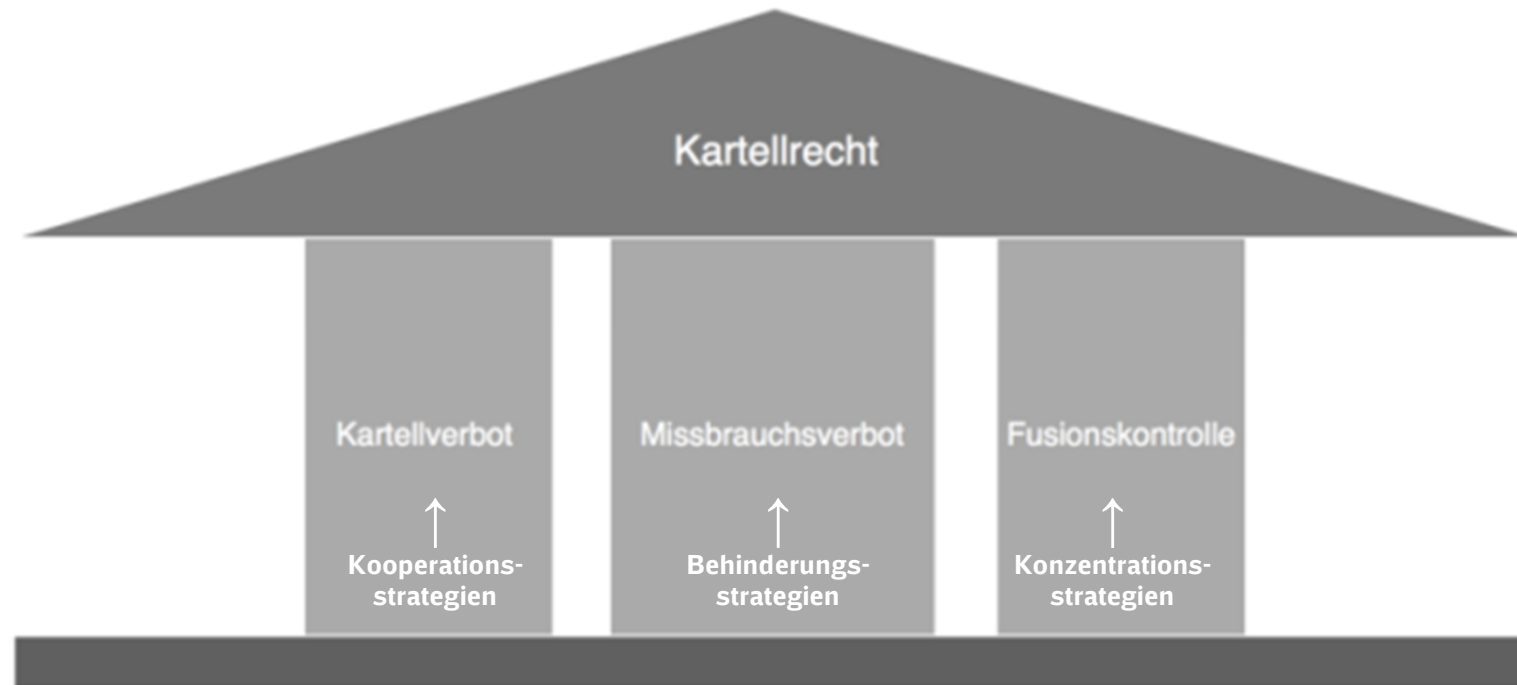 Kartellrecht
Kartellverbot
↑
Kooperations-
strategien
Missbrauchsverbot
↑
Behinderungs-
strategien
Fusionskontrolle
↑
Konzentrations-
strategien